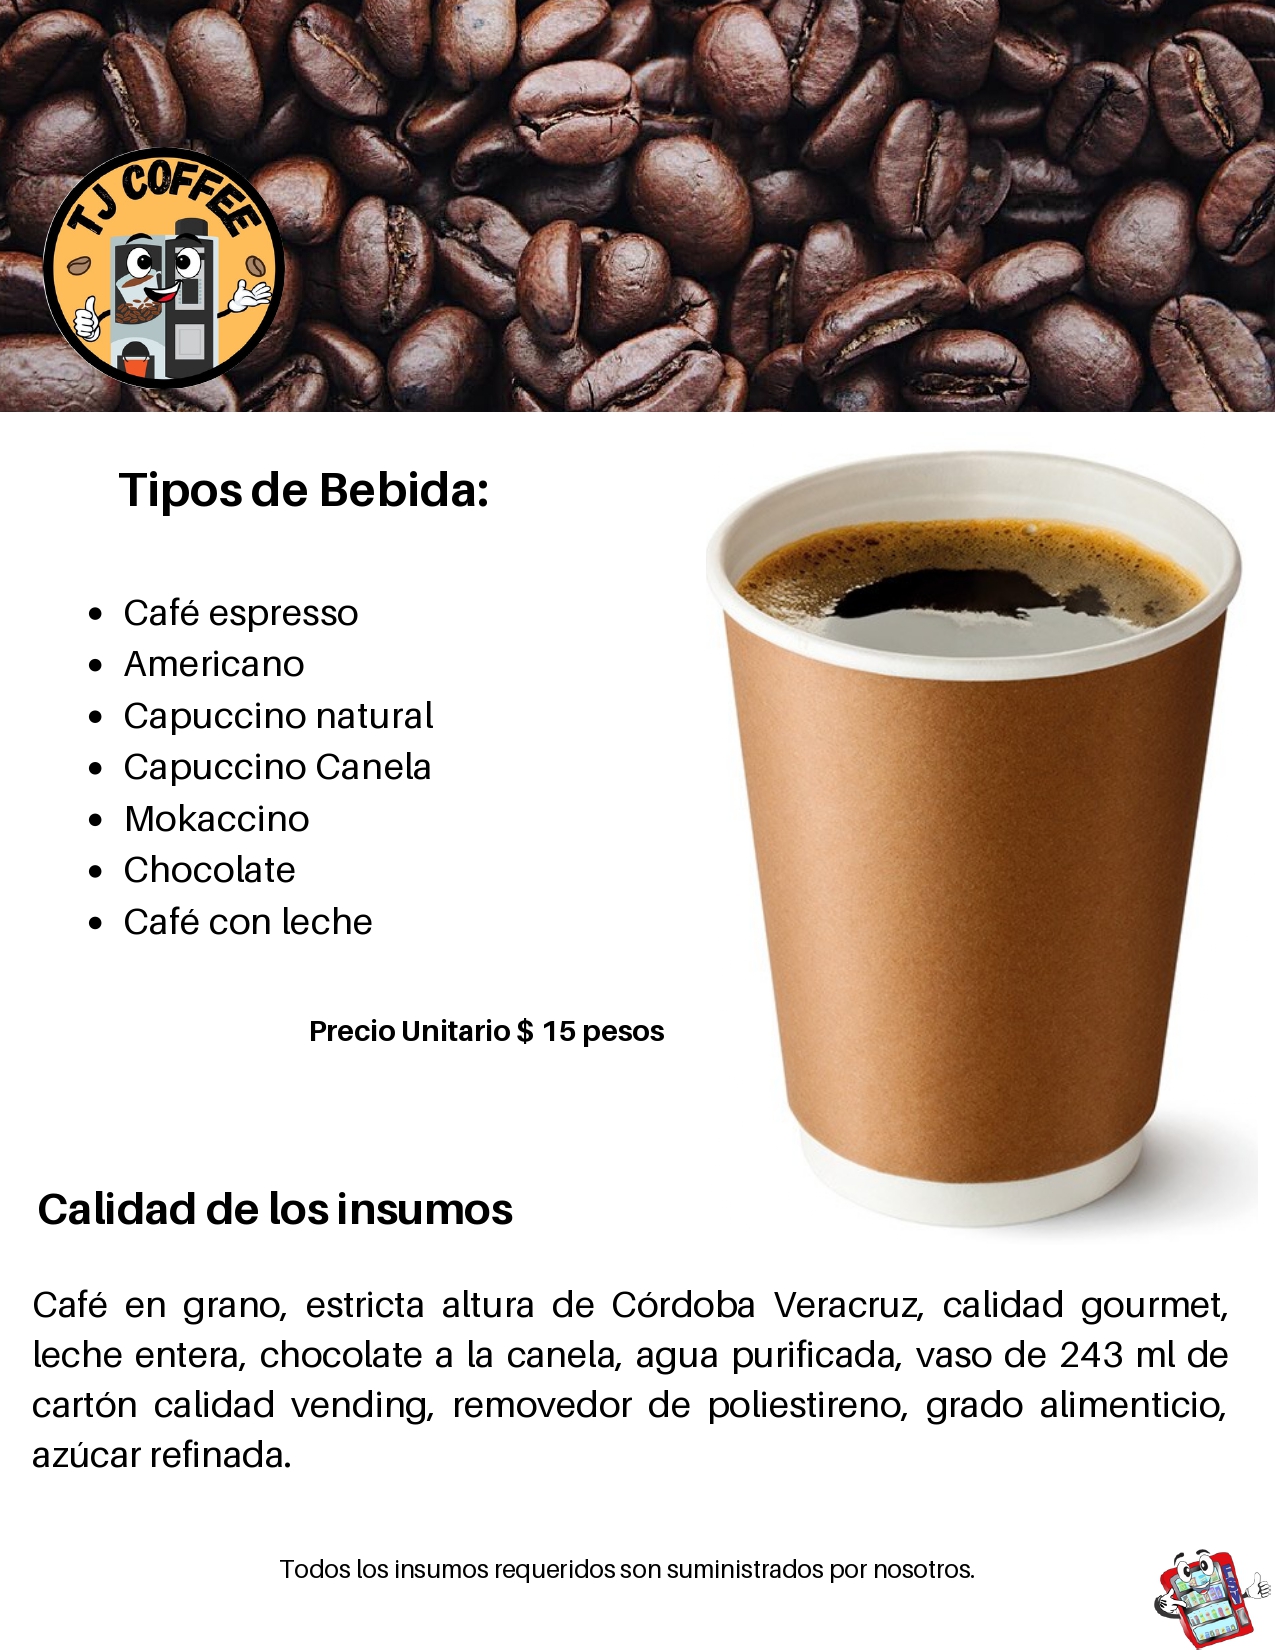 TJ COFFEE
Tipos de Bebida:
• Café espresso
• Americano
• Capuccino natural
• Capuccino Canela
• Mokaccino
• Chocolate
• Café con leche
Precio Unitario $ 15 pesos
Calidad de los insumos
Café en grano, estricta altura de Córdoba Veracruz, calidad gourmet,
leche entera, chocolate a la canela, agua purificada, vaso de 243 ml de
cartón calidad vending, removedor de poliestireno, grado alimenticio,
azúcar refinada.
Todos los insumos requeridos son suministrados por nosotros.